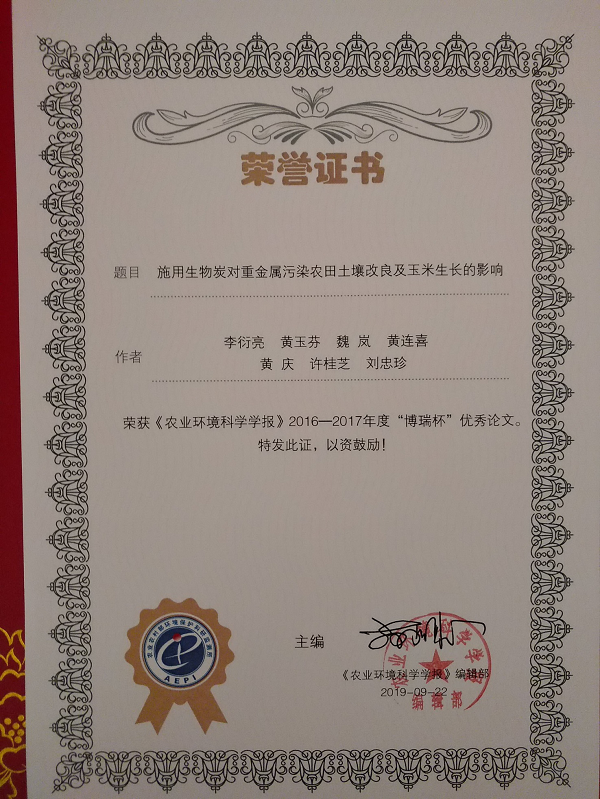 荣誉证书
题目 施用生物炭对重金属污染农田土壤改良及玉米生长的影响
李衍亮 黄玉芬 魏 岚 黄连喜
作者
黄 庆 许桂芝 刘忠珍
荣获《农业环境科学学报》2016—2017年度“博瑞杯”优秀论文。
特发此证，以资鼓励！
AEPI
主编
《农业环境科学学报》编辑部
2019-09-22
编辑部